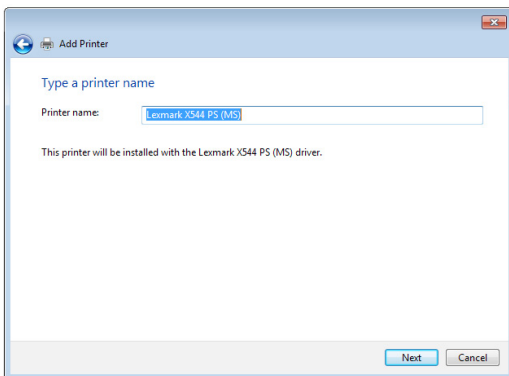 Add Printer
Type a printer name
Printer name: Lexmark X544 PS (MS)
This printer will be installed with the Lexmark X544 PS (MS) driver.
Next Cancel